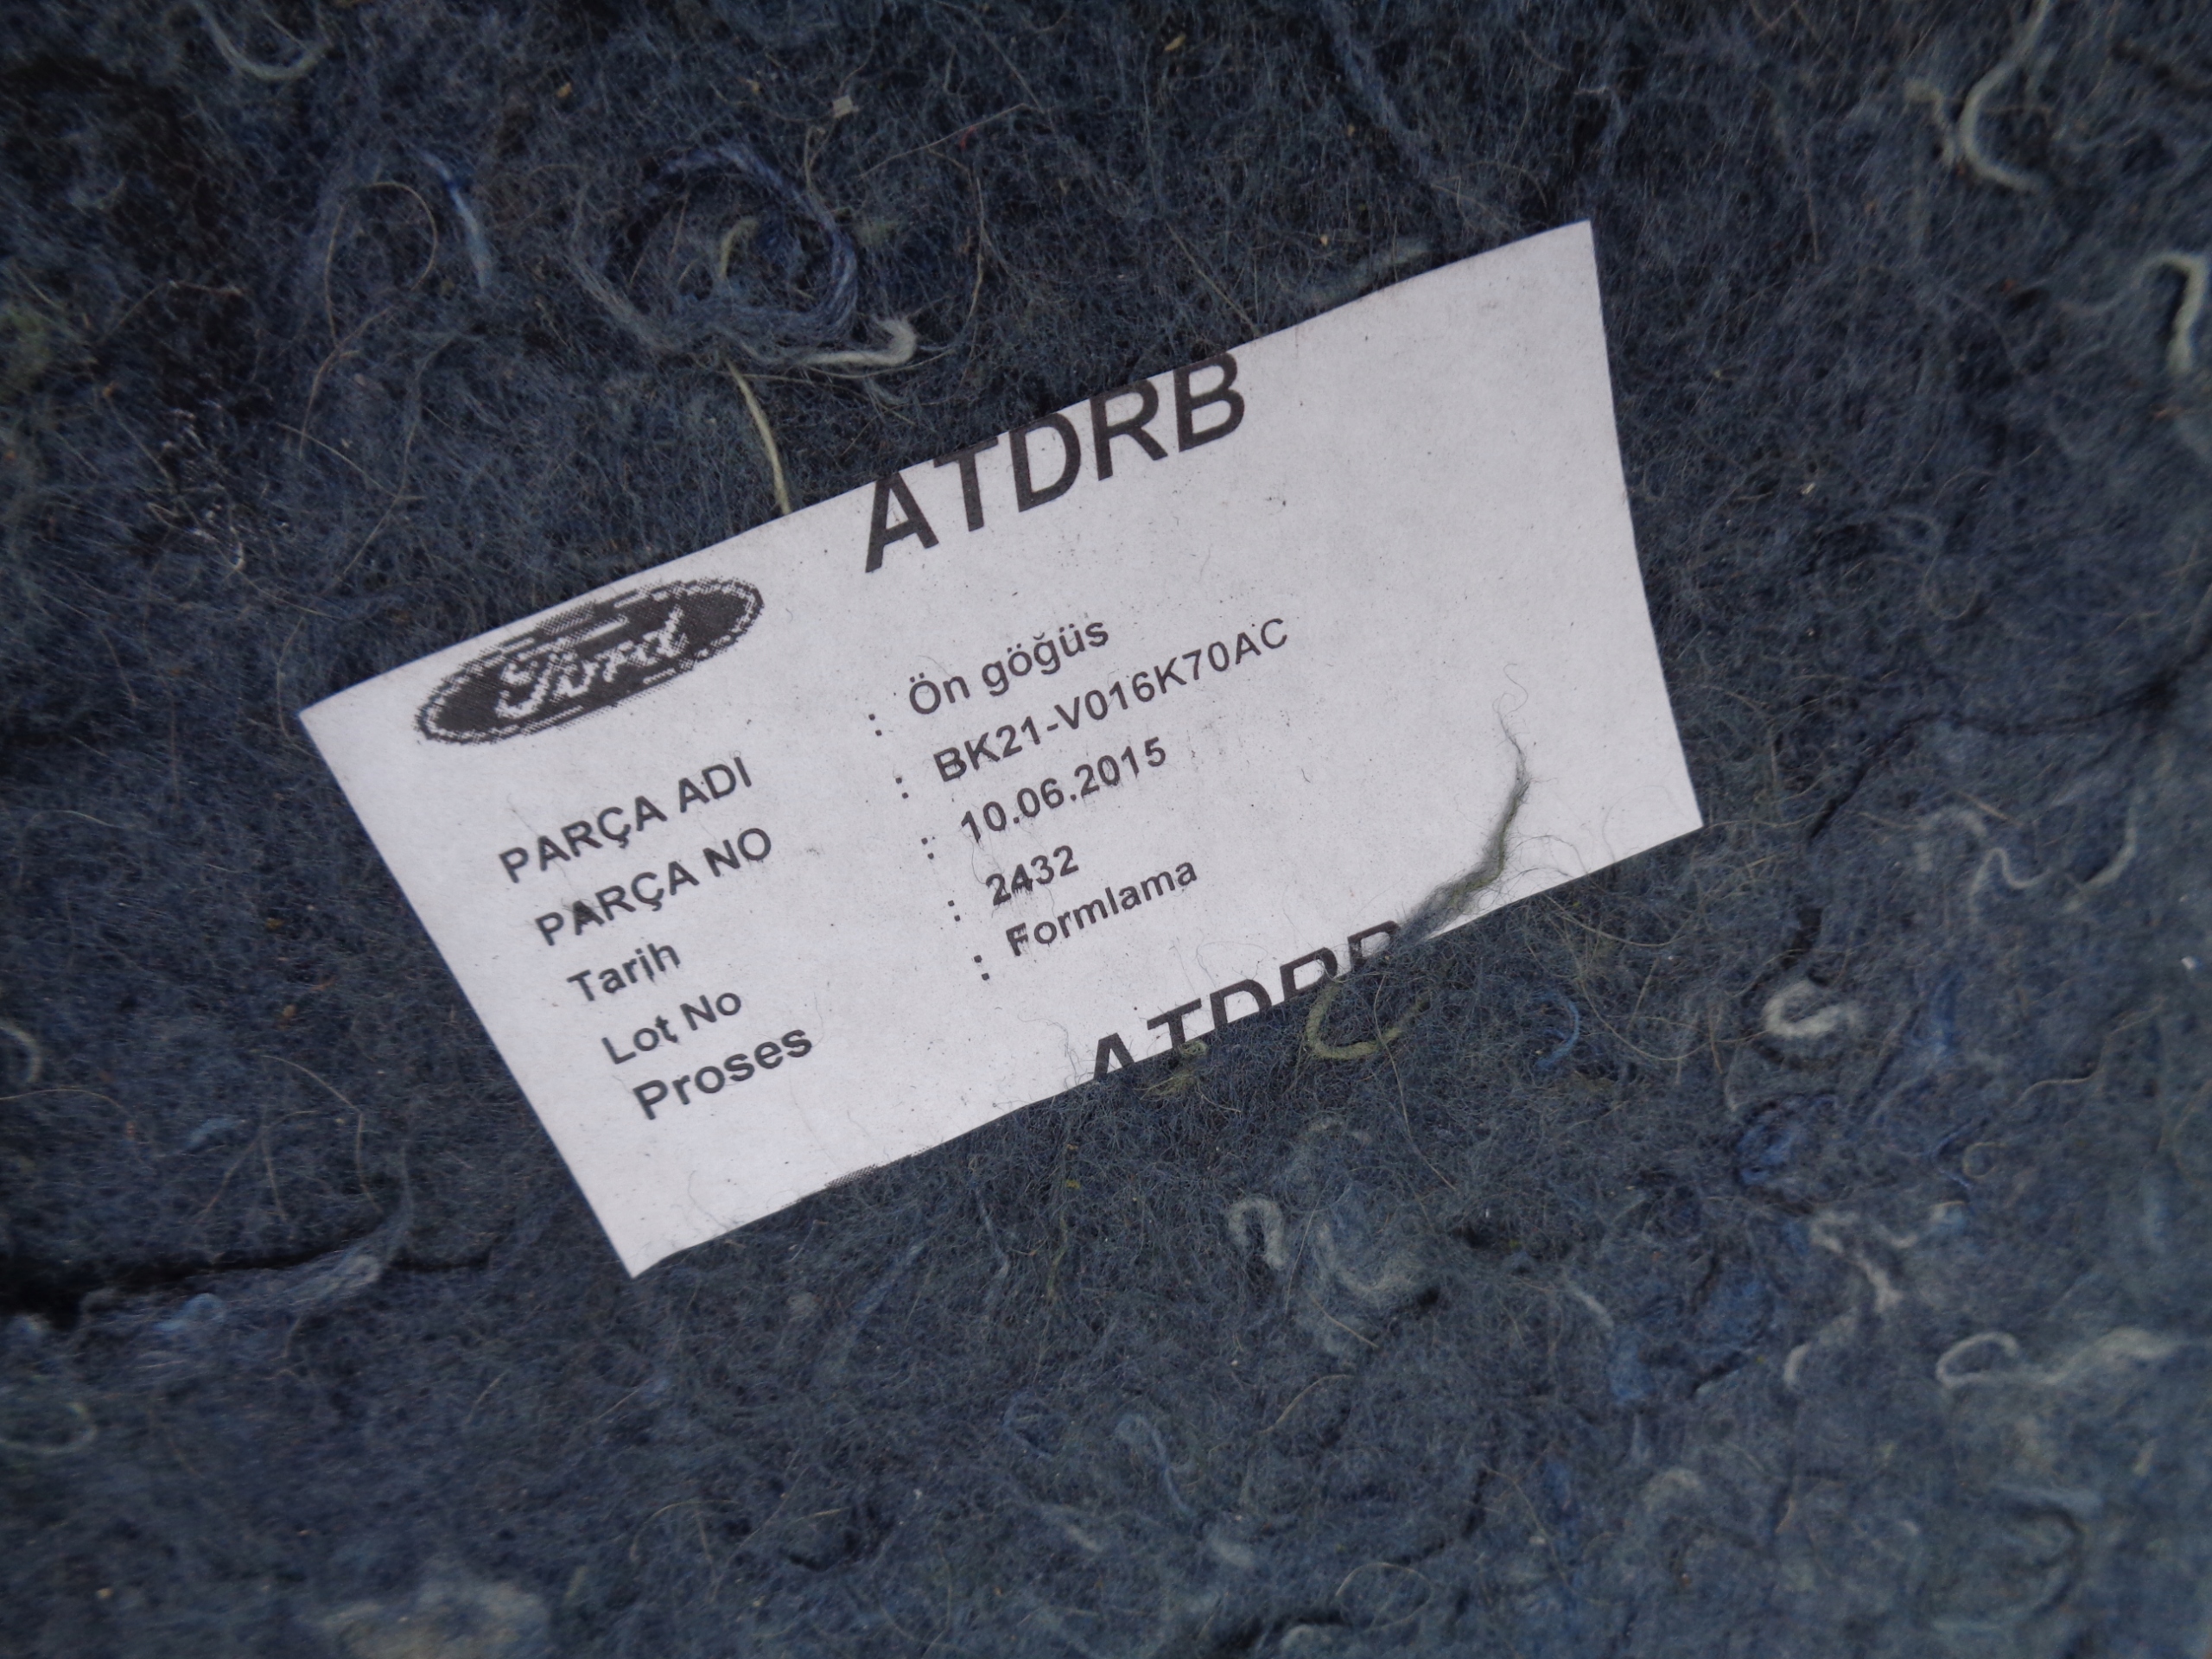 ATDRB
Ford
PARÇA ADI : Ön göğüs
PARÇA NO : BK21-V016K70AC
Tarih : 10.06.2015
Lot No : 2432
Proses : Formlama
ATDRB